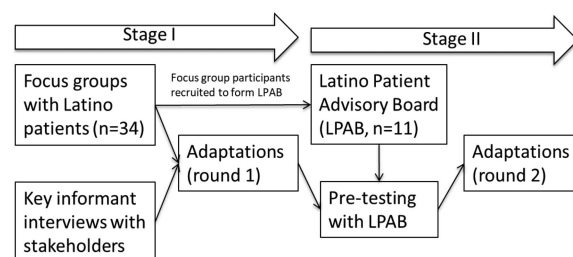 Stage I
Stage II
Focus groups
with Latino
patients (n=34)
Focus group participants
recruited to form LPAB
Latino Patient
Advisory Board
(LPAB, n=11)
Adaptations
(round 1)
Adaptations
(round 2)
Key informant
interviews with
stakeholders
Pre-testing
with LPAB